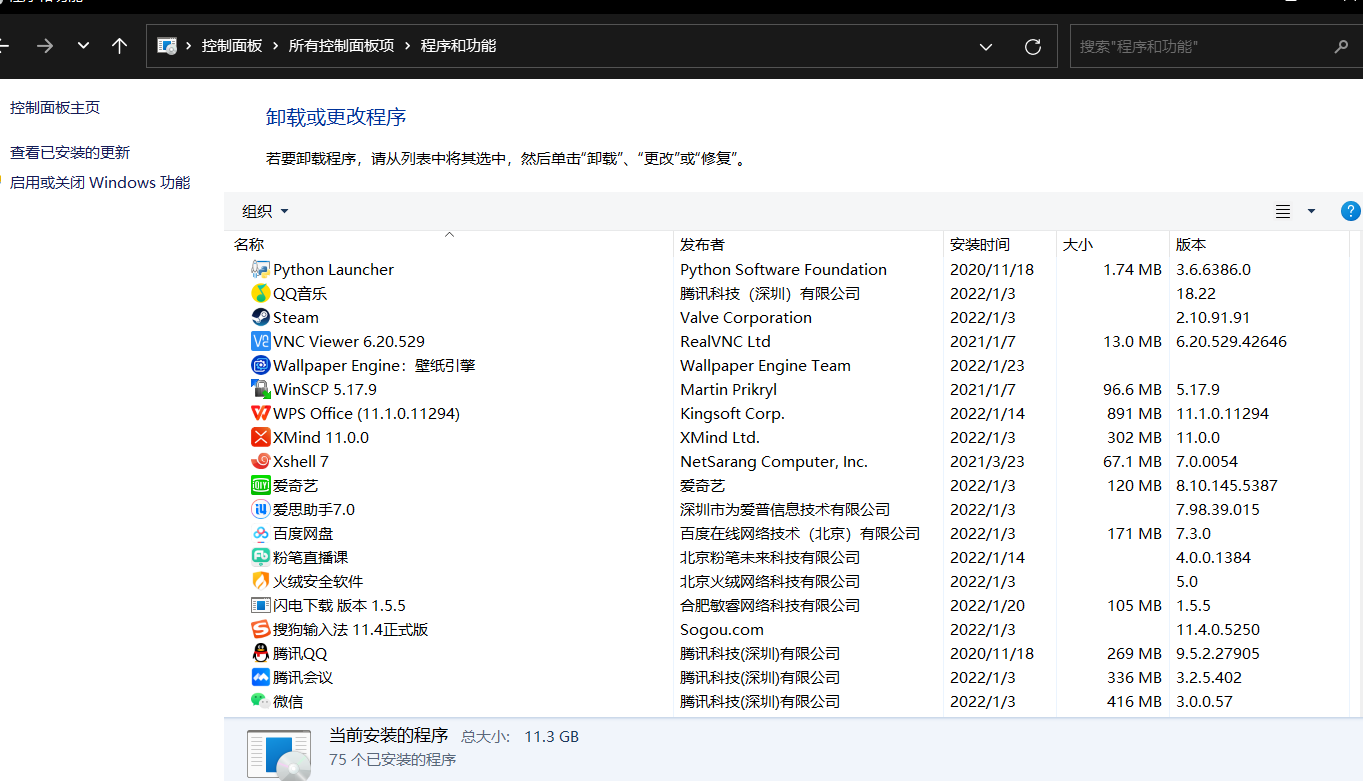 控制面板 › 所有控制面板项 › 程序和功能
搜索"程序和功能"
控制面板主页
查看已安装的更新
启用或关闭 Windows 功能
卸载或更改程序
若要卸载程序，请从列表中将其选中，然后单击“卸载”、“更改”或“修复”。
组织
名称 发布者 安装时间 大小 版本
Python Launcher Python Software Foundation 2020/11/18 1.74 MB 3.6.6386.0
QQ音乐 腾讯科技（深圳）有限公司 2022/1/3 18.22
Steam Valve Corporation 2022/1/3 2.10.91.91
VNC Viewer 6.20.529 RealVNC Ltd 2021/1/7 13.0 MB 6.20.529.42646
Wallpaper Engine：壁纸引擎 Wallpaper Engine Team 2022/1/23
WinSCP 5.17.9 Martin Prikryl 2021/1/7 96.6 MB 5.17.9
WPS Office (11.1.0.11294) Kingsoft Corp. 2022/1/14 891 MB 11.1.0.11294
XMind 11.0.0 XMind Ltd. 2022/1/3 302 MB 11.0.0
Xshell 7 NetSarang Computer, Inc. 2021/3/23 67.1 MB 7.0.0054
爱奇艺 爱奇艺 2022/1/3 120 MB 8.10.145.5387
爱思助手7.0 深圳市为爱普信息技术有限公司 2022/1/3 7.98.39.015
百度网盘 百度在线网络技术（北京）有限公司 2022/1/3 171 MB 7.3.0
粉笔直播课 北京粉笔未来科技有限公司 2022/1/14 4.0.0.1384
火绒安全软件 北京火绒网络科技有限公司 2022/1/3 5.0
闪电下载 版本 1.5.5 合肥敏睿网络科技有限公司 2022/1/20 105 MB 1.5.5
搜狗输入法 11.4正式版 Sogou.com 2022/1/3 11.4.0.5250
腾讯QQ 腾讯科技(深圳)有限公司 2020/11/18 269 MB 9.5.2.27905
腾讯会议 腾讯科技(深圳)有限公司 2022/1/3 336 MB 3.2.5.402
微信 腾讯科技(深圳)有限公司 2022/1/3 416 MB 3.0.0.57
当前安装的程序 总大小: 11.3 GB
75 个已安装的程序